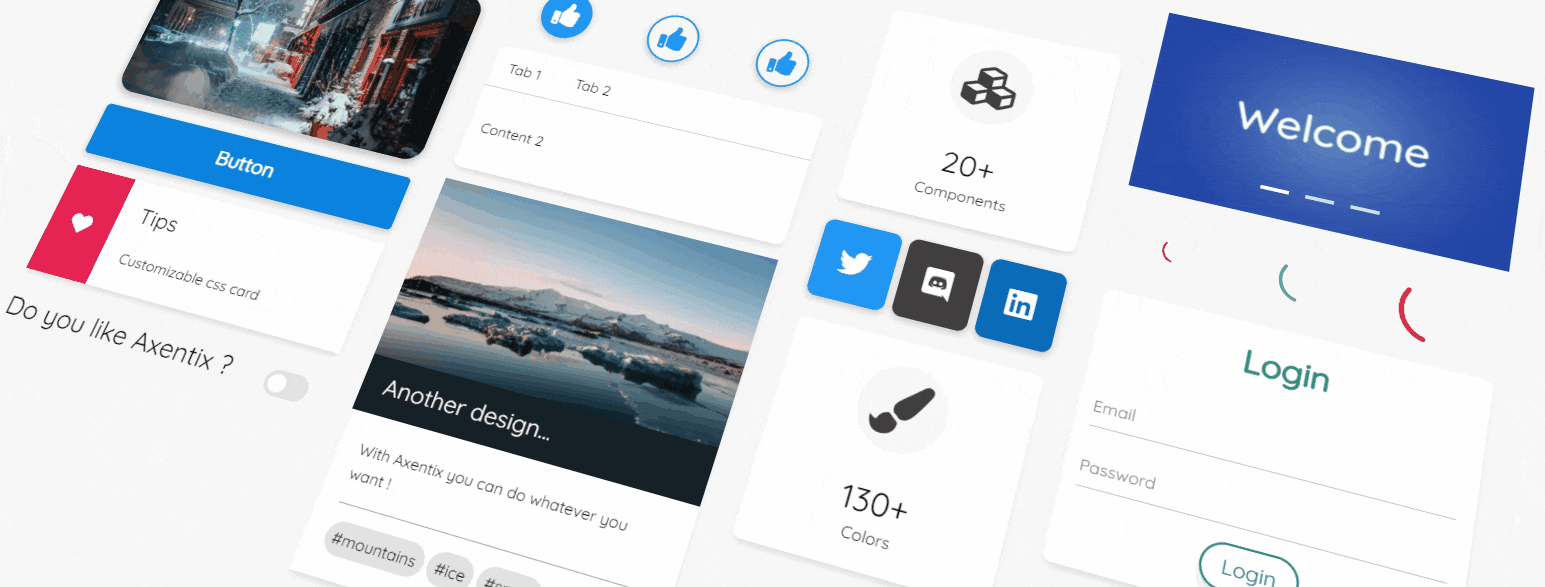 Button
Tips
Customizable css card
Do you like Axentix ?
Tab 1
Tab 2
Content 2
Another design...
With Axentix you can do whatever you
want !
#mountains
#ice
20+
Components
in
130+
Colors
Welcome
Login
Email
Password
Login